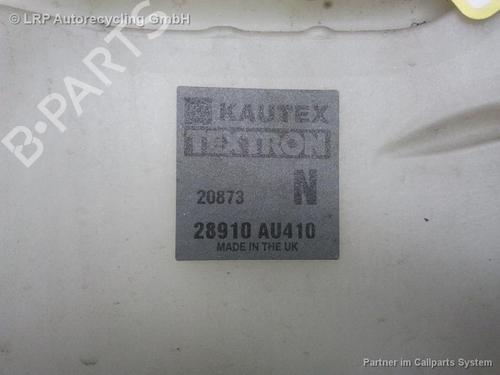 © LRP Autorecycling GmbH
B-PARTS
KAUTEX
TEXTRON
20873 N
28910 AU410
MADE IN THE UK
Partner im Callparts System